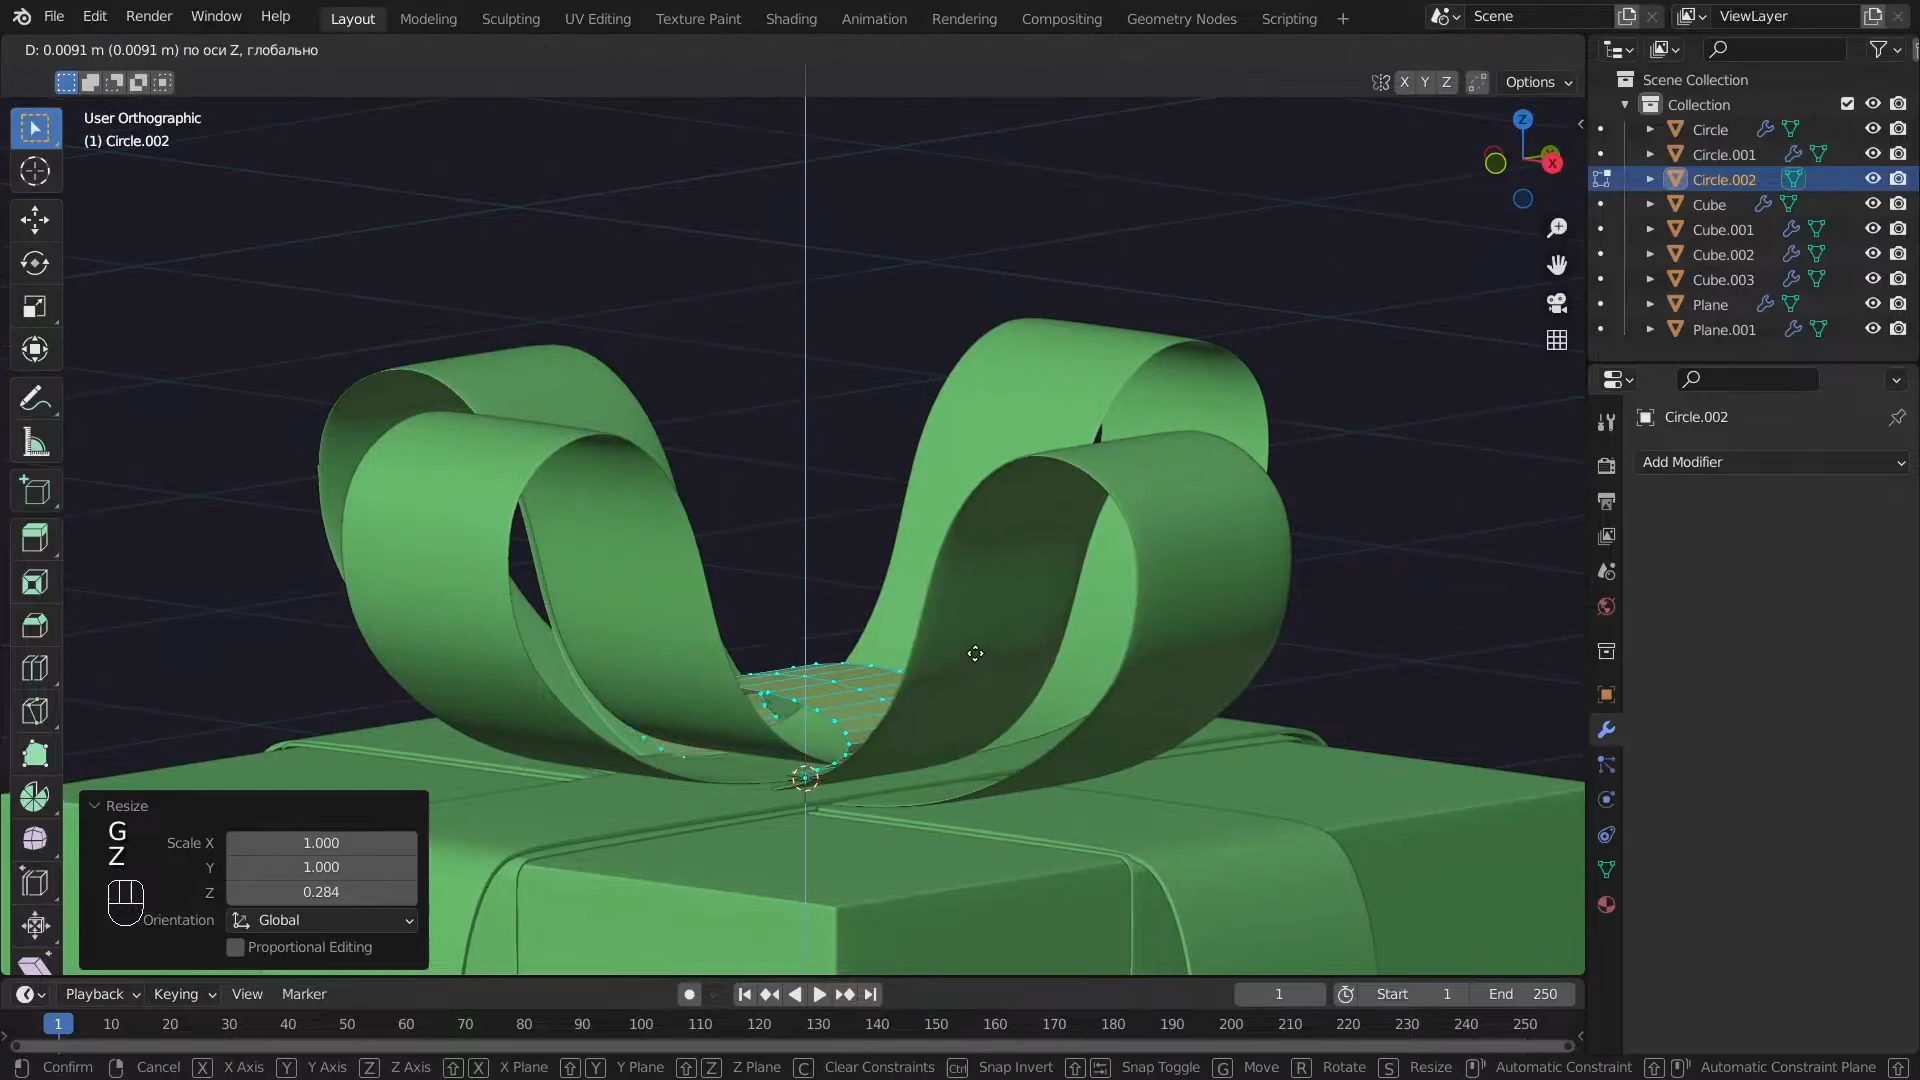 File Edit Render Window Help Layout Modeling Sculpting UV Editing Texture Paint Shading Animation Rendering Compositing Geometry Nodes Scripting + Scene ViewLayer
D: 0.0091 m (0.0091 m) по оси Z, глобально
X Y Z Options
User Orthographic
(1) Circle.002
Z
X
Scene Collection
Collection
Circle
Circle.001
Circle.002
Cube
Cube.001
Cube.002
Cube.003
Plane
Plane.001
Circle.002
Add Modifier
Resize
G
Z
Scale X 1.000
Y 1.000
Z 0.284
Orientation Global
Proportional Editing
Playback Keying View Marker 1 Start 1 End 250
1 10 20 30 40 50 60 70 80 90 100 110 120 130 140 150 160 170 180 190 200 210 220 230 240 250
Confirm Cancel X X Axis Y Y Axis Z Z Axis X X Plane Y Y Plane Z Z Plane C Clear Constraints Ctrl Snap Invert Snap Toggle G Move R Rotate S Resize Automatic Constraint Automatic Constraint Plane